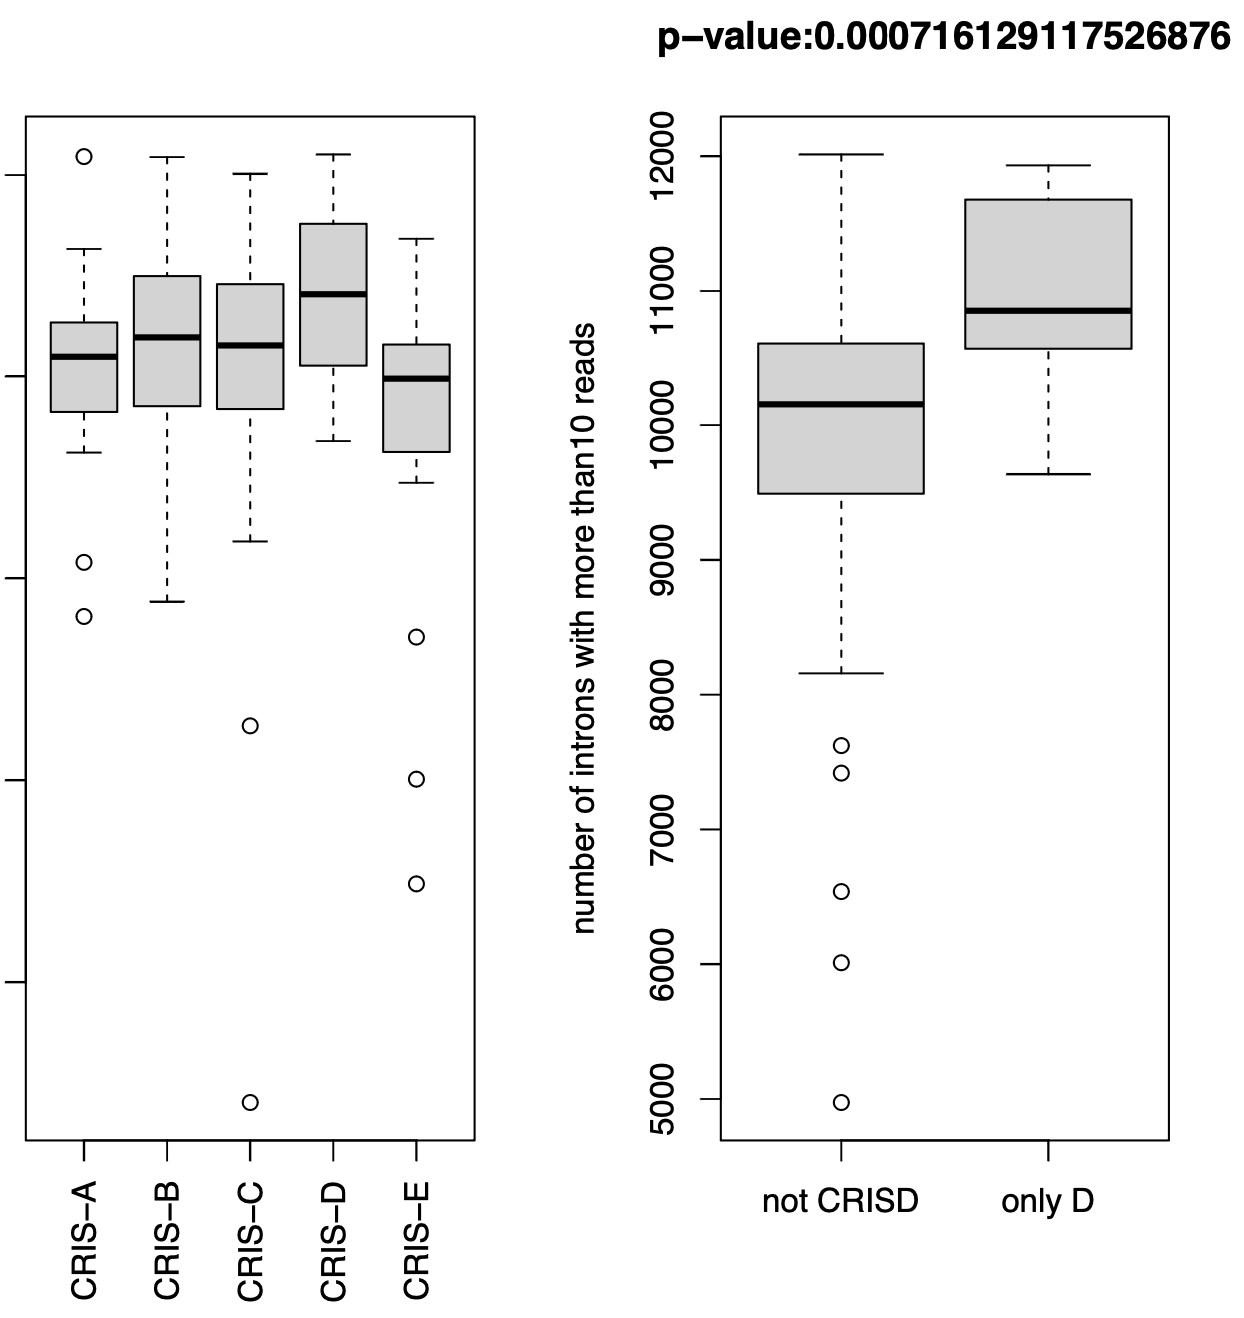 p−value:0.000716129117526876
CRIS−A
CRIS−B
CRIS−C
CRIS−D
CRIS−E
number of introns with more than10 reads
12000
11000
10000
9000
8000
7000
6000
5000
not CRISD
only D